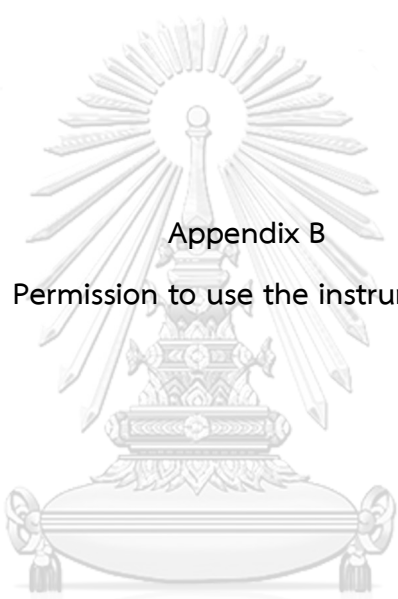 Appendix B
Permission to use the instru